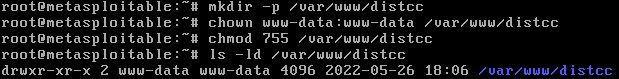 root@metasploitable:~# mkdir -p /var/www/distcc
root@metasploitable:~# chown www-data:www-data /var/www/distcc
root@metasploitable:~# chmod 755 /var/www/distcc
root@metasploitable:~# ls -ld /var/www/distcc
drwxr-xr-x 2 www-data www-data 4096 2022-05-26 18:06 /var/www/distcc